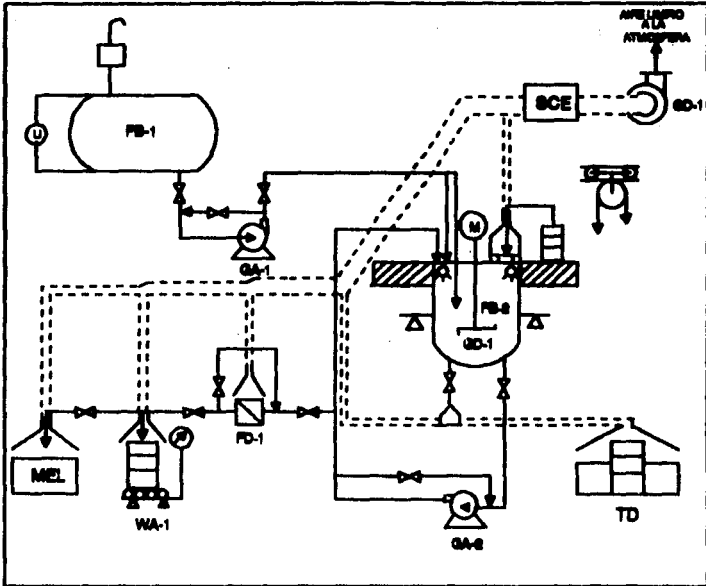 AIRE LIMPIO
A LA
ATMOSFERA
SCE
GD-1
FB-1
LI
M
GA-1
FB-2
GD-1
FD-1
MEL
WA-1
GA-2
TD